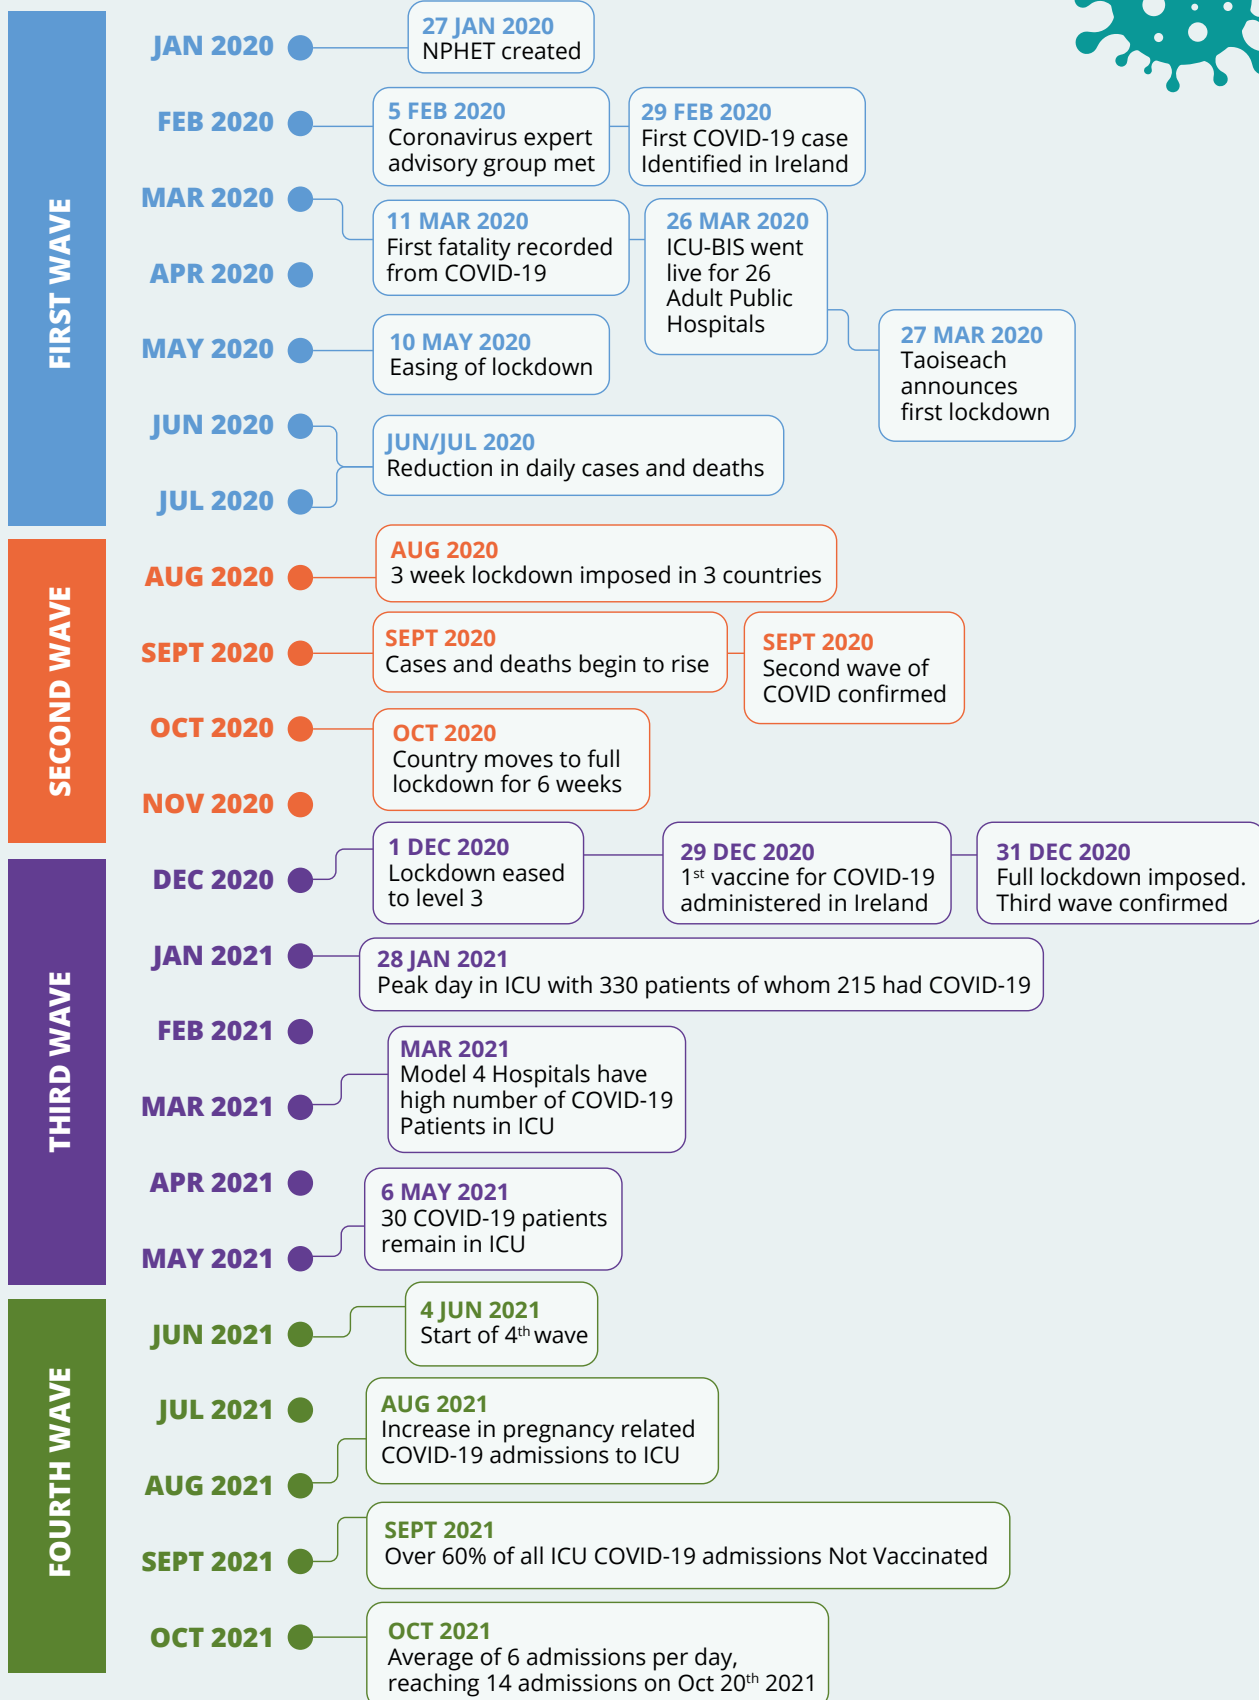 FIRST WAVE
JAN 2020
27 JAN 2020
NPHET created
FEB 2020
5 FEB 2020
Coronavirus expert
advisory group met
29 FEB 2020
First COVID-19 case
Identified in Ireland
MAR 2020
11 MAR 2020
First fatality recorded
from COVID-19
26 MAR 2020
ICU-BIS went
live for 26
Adult Public
Hospitals
27 MAR 2020
Taoiseach
announces
first lockdown
APR 2020
MAY 2020
10 MAY 2020
Easing of lockdown
JUN 2020
JUL 2020
JUN/JUL 2020
Reduction in daily cases and deaths
SECOND WAVE
AUG 2020
AUG 2020
3 week lockdown imposed in 3 countries
SEPT 2020
SEPT 2020
Cases and deaths begin to rise
SEPT 2020
Second wave of
COVID confirmed
OCT 2020
OCT 2020
Country moves to full
lockdown for 6 weeks
NOV 2020
THIRD WAVE
DEC 2020
1 DEC 2020
Lockdown eased
to level 3
29 DEC 2020
1st vaccine for COVID-19
administered in Ireland
31 DEC 2020
Full lockdown imposed.
Third wave confirmed
JAN 2021
28 JAN 2021
Peak day in ICU with 330 patients of whom 215 had COVID-19
FEB 2021
MAR 2021
MAR 2021
Model 4 Hospitals have
high number of COVID-19
Patients in ICU
APR 2021
MAY 2021
6 MAY 2021
30 COVID-19 patients
remain in ICU
FOURTH WAVE
JUN 2021
4 JUN 2021
Start of 4th wave
JUL 2021
AUG 2021
AUG 2021
Increase in pregnancy related
COVID-19 admissions to ICU
SEPT 2021
SEPT 2021
Over 60% of all ICU COVID-19 admissions Not Vaccinated
OCT 2021
OCT 2021
Average of 6 admissions per day,
reaching 14 admissions on Oct 20th 2021